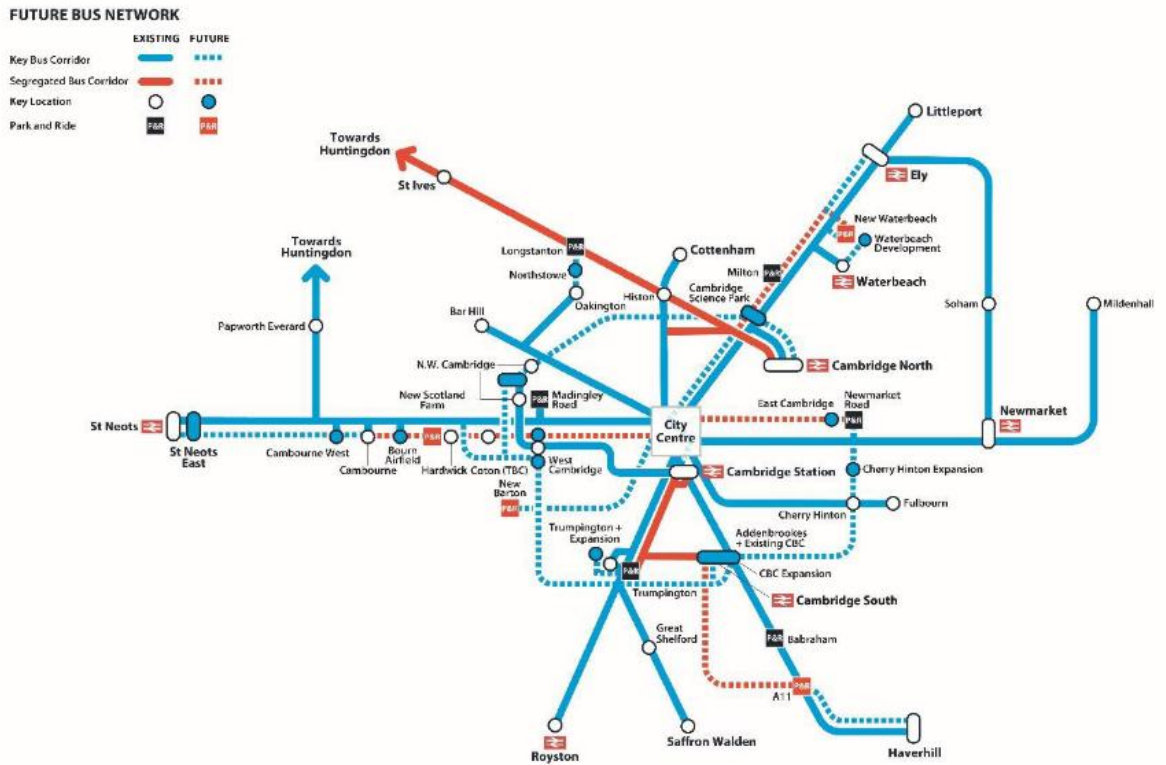 FUTURE BUS NETWORK
EXISTING FUTURE
Key Bus Corridor
Segregated Bus Corridor
Key Location
Park and Ride
P&R
P&R
Littleport
Towards
Huntingdon
St Ives
Ely
New Waterbeach
P&R
Waterbeach
Development
Towards
Huntingdon
Longstanton
P&R
Cottenham
Northstowe
Milton
P&R
Waterbeach
Cambridge
Science Park
Oakington
Histon
Soham
Mildenhall
Bar Hill
Papworth Everard
N.W. Cambridge
Cambridge North
New Scotland
Farm
P&R
Madingley
Road
East Cambridge
Newmarket
Road
P&R
Newmarket
St Neots
St Neots
East
City
Centre
Cambourne West
Cambourne
Bourn
Airfield
P&R
Hardwick
Coton (TBC)
West
Cambridge
Cambridge Station
Cherry Hinton Expansion
New
Barton
P&R
Cherry Hinton
Fulbourn
Trumpington +
Expansion
Addenbrookes
+ Existing CBC
P&R
CBC Expansion
Trumpington
Cambridge South
Great
Shelford
P&R
Babraham
P&R
A11
Royston
Saffron Walden
Haverhill